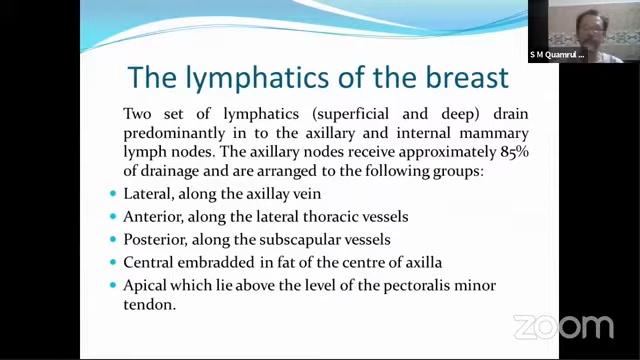 The lymphatics of the breast
Two set of lymphatics (superficial and deep) drain
predominantly in to the axillary and internal mammary
lymph nodes. The axillary nodes receive approximately 85%
of drainage and are arranged to the following groups:
Lateral, along the axillay vein
Anterior, along the lateral thoracic vessels
Posterior, along the subscapular vessels
Central embradded in fat of the centre of axilla
Apical which lie above the level of the pectoralis minor
tendon.
S M Quamrul ...
zoom